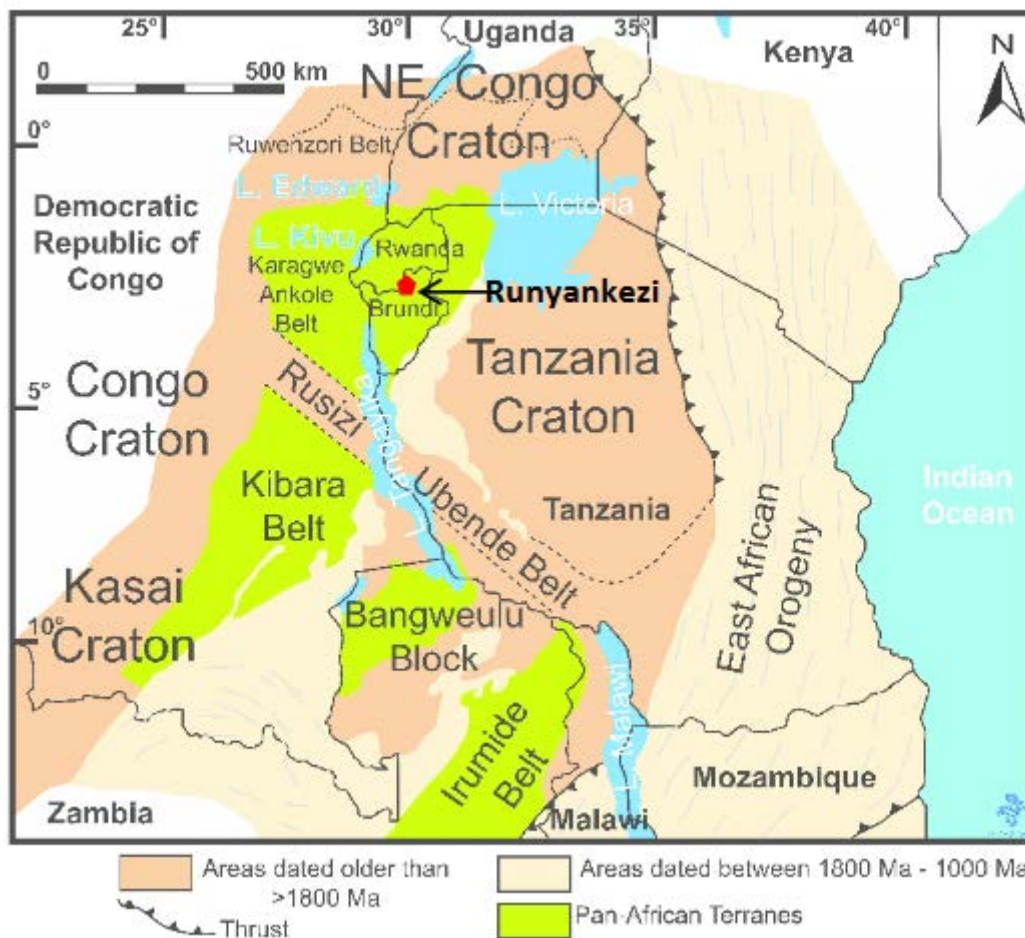 25°
30°
Uganda
35°
40°
Kenya
N
0
500 km
NE Congo
Craton
0°
Ruwenzori Belt
L. Edward
L. Victoria
Democratic
Republic of
Congo
L. Kivu
Rwanda
Karagwe
Ankole
Belt
Runyankezi
Brundi
Tanzania
Craton
Congo
Craton
5°
Rusizi
L. Tanganyika
Kibara
Belt
Ubende Belt
Tanzania
Indian
Ocean
East African
Orogeny
Kasai
Craton
10°
Bangweulu
Block
L. Malawi
Irumide
Belt
Mozambique
Zambia
Malawi
Areas dated older than
>1800 Ma
Areas dated between 1800 Ma - 1000 Ma
Thrust
Pan-African Terranes